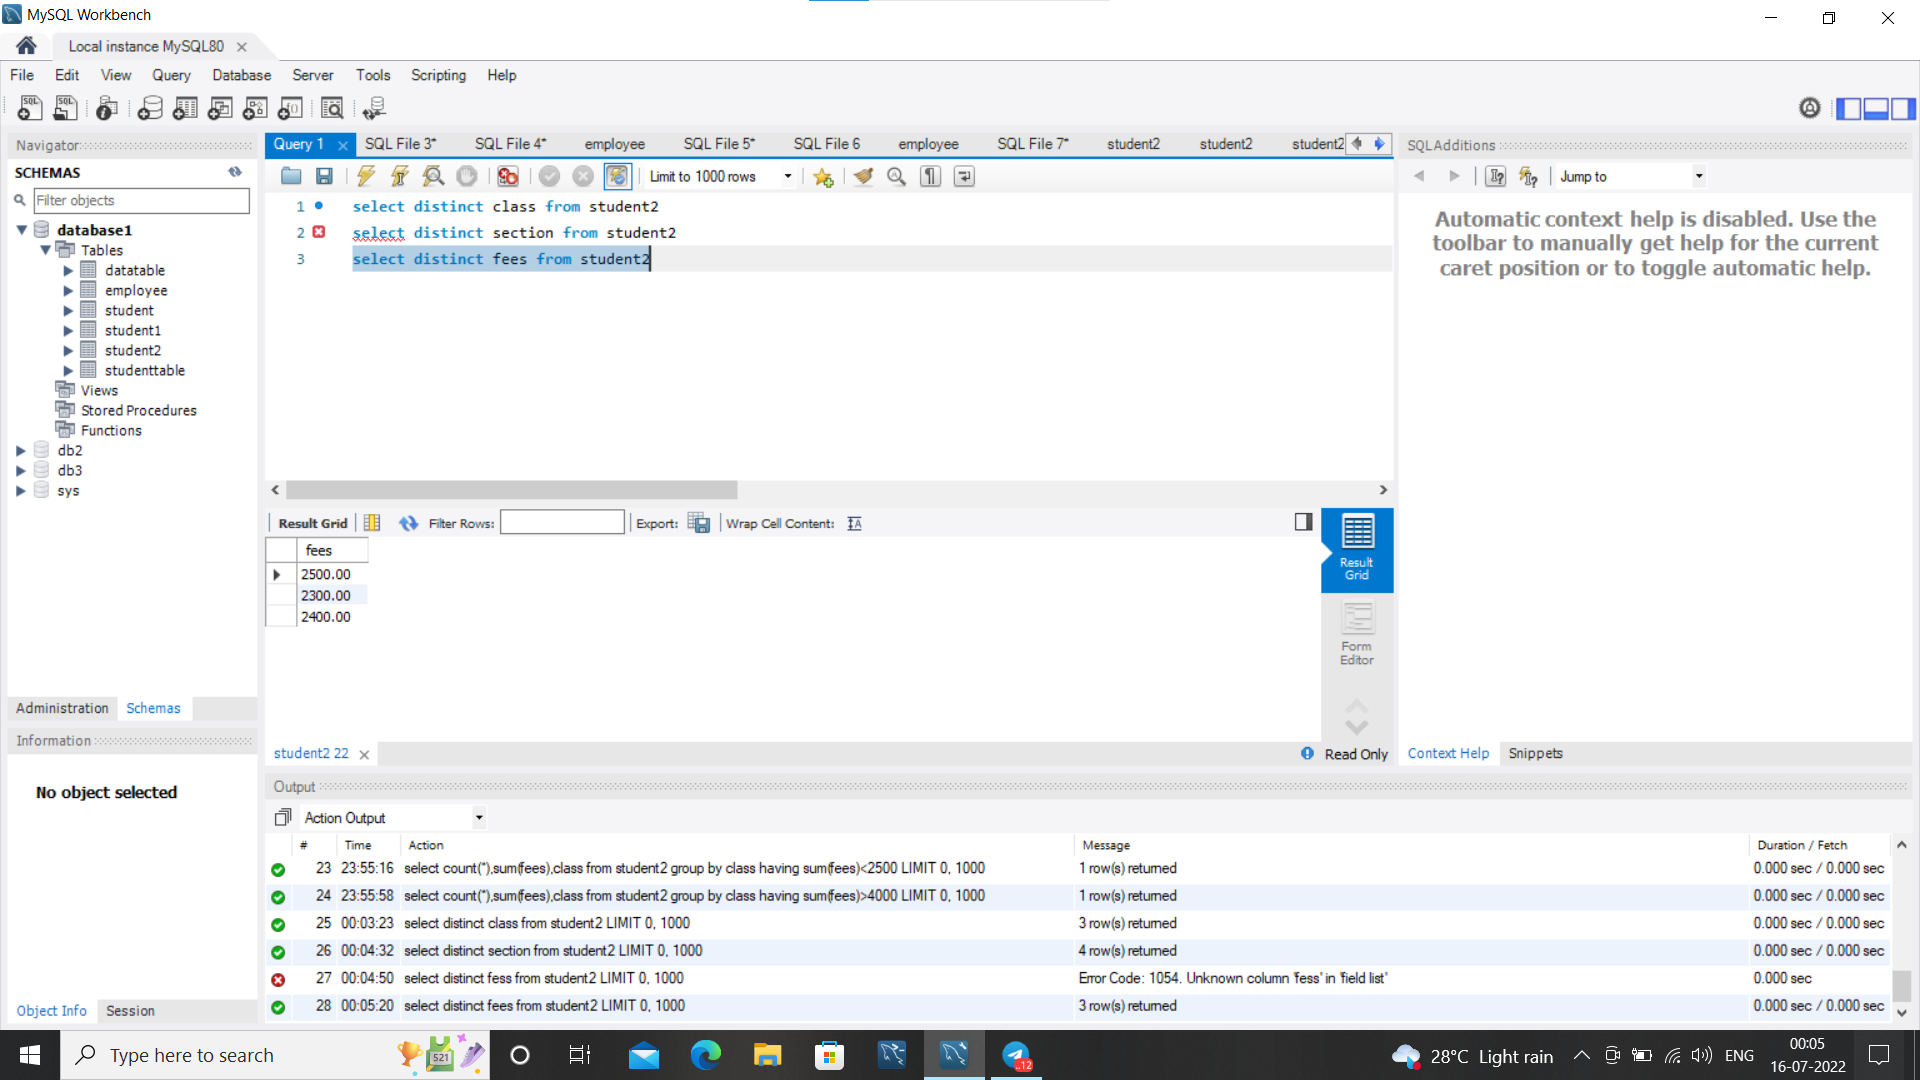 MySQL Workbench
Local instance MySQL80
File Edit View Query Database Server Tools Scripting Help
Navigator
SCHEMAS
Filter objects
database1
Tables
datatable
employee
student
student1
student2
studenttable
Views
Stored Procedures
Functions
db2
db3
sys
Administration Schemas
Information
No object selected
Object Info Session
Query 1 SQL File 3* SQL File 4* employee SQL File 5* SQL File 6 employee SQL File 7* student2 student2 student2
Limit to 1000 rows
1 select distinct class from student2
2 select distinct section from student2
3 select distinct fees from student2
Result Grid Filter Rows: Export: Wrap Cell Content:
fees
2500.00
2300.00
2400.00
Result
Grid
Form
Editor
student2 22
Read Only
SQLAdditions
Jump to
Automatic context help is disabled. Use the
toolbar to manually get help for the current
caret position or to toggle automatic help.
Context Help Snippets
Output
Action Output
# Time Action Message Duration / Fetch
23 23:55:16 select count(*),sum(fees),class from student2 group by class having sum(fees)<2500 LIMIT 0, 1000 1 row(s) returned 0.000 sec / 0.000 sec
24 23:55:58 select count(*),sum(fees),class from student2 group by class having sum(fees)>4000 LIMIT 0, 1000 1 row(s) returned 0.000 sec / 0.000 sec
25 00:03:23 select distinct class from student2 LIMIT 0, 1000 3 row(s) returned 0.000 sec / 0.000 sec
26 00:04:32 select distinct section from student2 LIMIT 0, 1000 4 row(s) returned 0.000 sec / 0.000 sec
27 00:04:50 select distinct fess from student2 LIMIT 0, 1000 Error Code: 1054. Unknown column 'fess' in 'field list' 0.000 sec
28 00:05:20 select distinct fees from student2 LIMIT 0, 1000 3 row(s) returned 0.000 sec / 0.000 sec
Type here to search
521
..12
28°C Light rain
ENG
00:05
16-07-2022